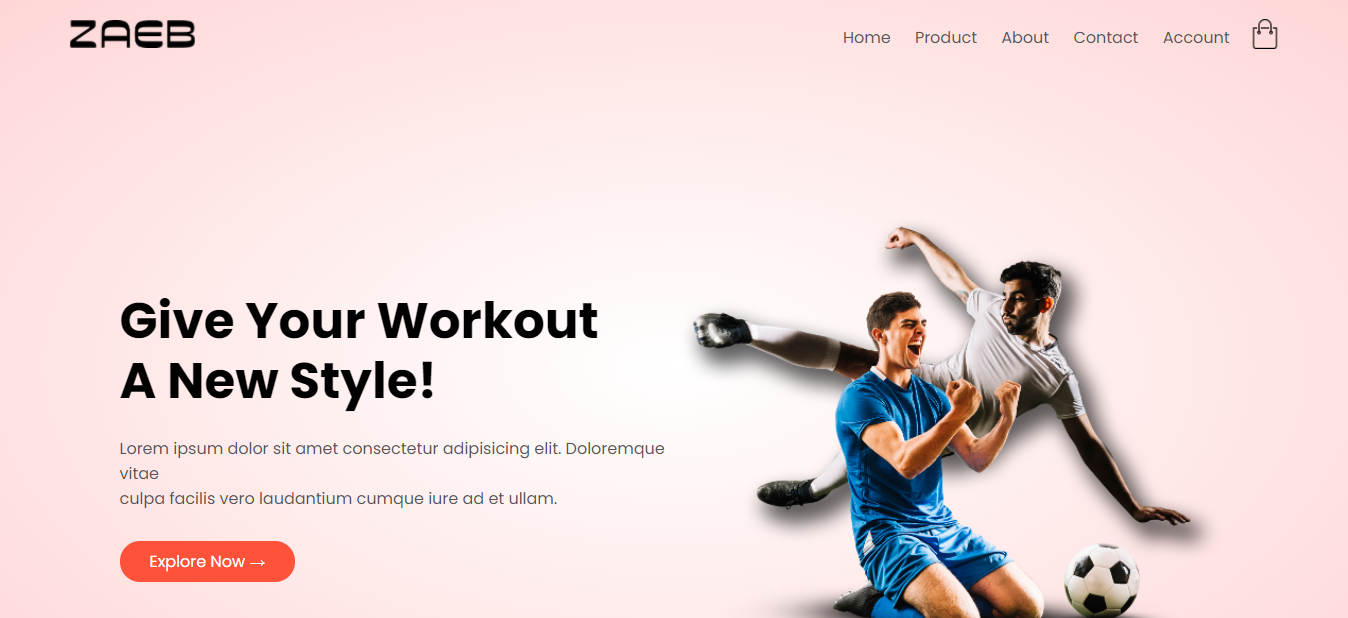 ZAEB
Home Product About Contact Account
Give Your Workout
A New Style!
Lorem ipsum dolor sit amet consectetur adipisicing elit. Doloremque
vitae
culpa facilis vero laudantium cumque iure ad et ullam.
Explore Now →